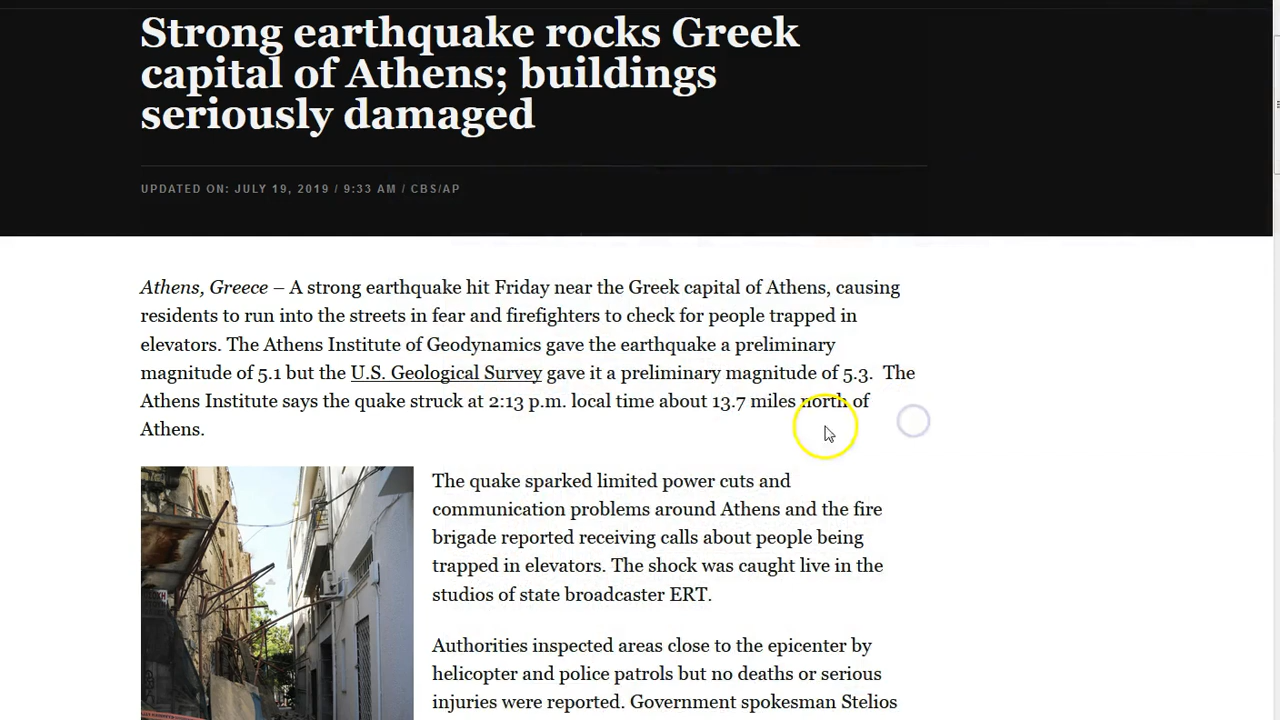 Strong earthquake rocks Greek
capital of Athens; buildings
seriously damaged
UPDATED ON: JULY 19, 2019 / 9:33 AM / CBS/AP
Athens, Greece – A strong earthquake hit Friday near the Greek capital of Athens, causing
residents to run into the streets in fear and firefighters to check for people trapped in
elevators. The Athens Institute of Geodynamics gave the earthquake a preliminary
magnitude of 5.1 but the U.S. Geological Survey gave it a preliminary magnitude of 5.3. The
Athens Institute says the quake struck at 2:13 p.m. local time about 13.7 miles north of
Athens.
The quake sparked limited power cuts and
communication problems around Athens and the fire
brigade reported receiving calls about people being
trapped in elevators. The shock was caught live in the
studios of state broadcaster ERT.
Authorities inspected areas close to the epicenter by
helicopter and police patrols but no deaths or serious
injuries were reported. Government spokesman Stelios